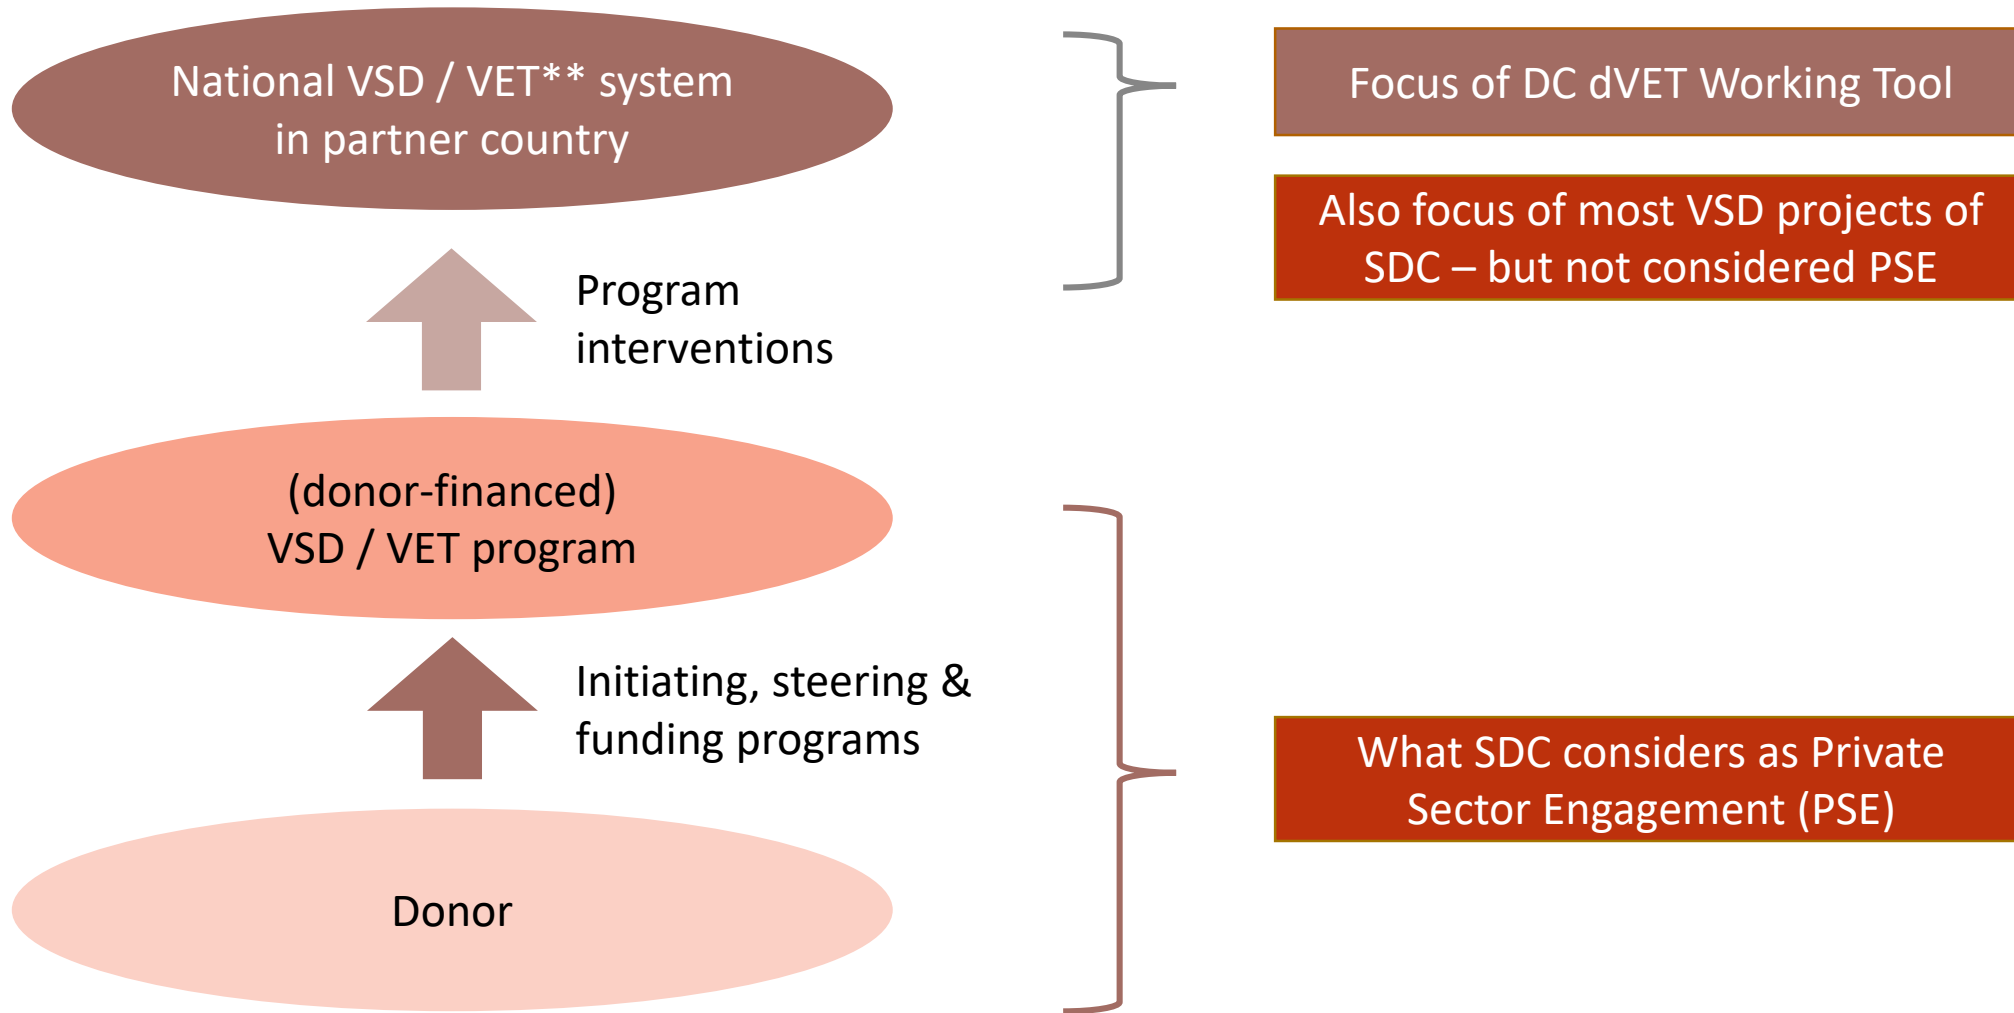 National VSD / VET** system
in partner country
Focus of DC dVET Working Tool
Also focus of most VSD projects of
SDC – but not considered PSE
Program
interventions
(donor-financed)
VSD / VET program
Initiating, steering &
funding programs
What SDC considers as Private
Sector Engagement (PSE)
Donor